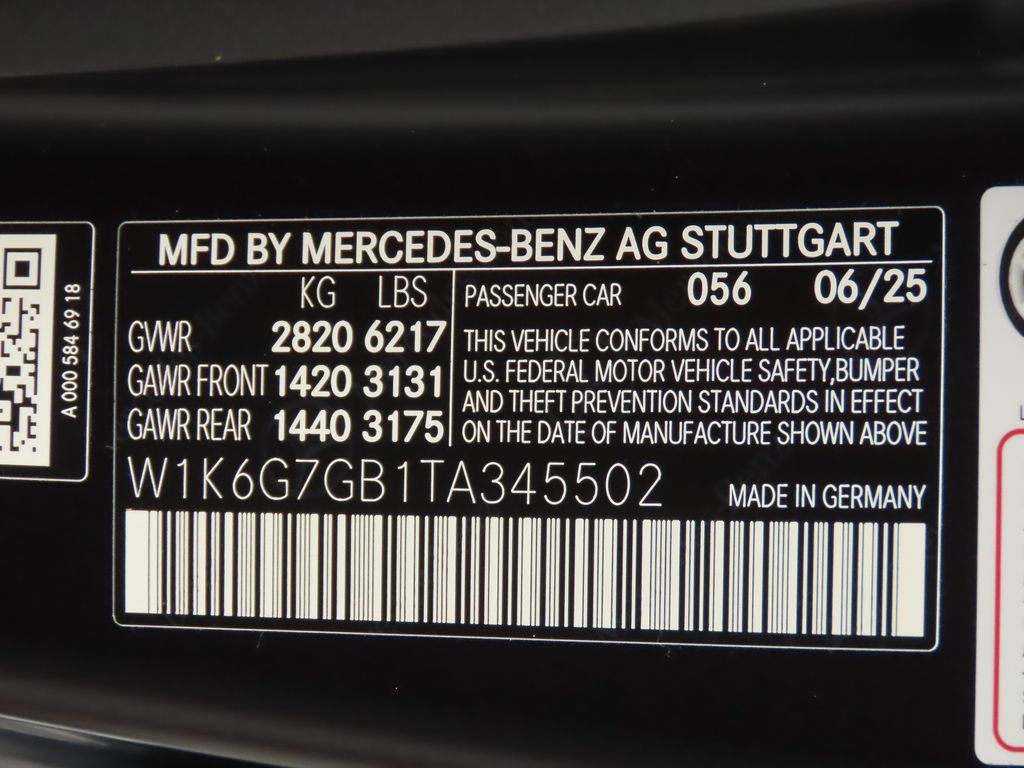 MFD BY MERCEDES-BENZ AG STUTTGART
KG LBS
GVWR 2820 6217
GAWR FRONT 1420 3131
GAWR REAR 1440 3175
PASSENGER CAR 056 06/25
THIS VEHICLE CONFORMS TO ALL APPLICABLE
U.S. FEDERAL MOTOR VEHICLE SAFETY,BUMPER
AND THEFT PREVENTION STANDARDS IN EFFECT
ON THE DATE OF MANUFACTURE SHOWN ABOVE
W1K6G7GB1TA345502
MADE IN GERMANY
A 000 584 69 18